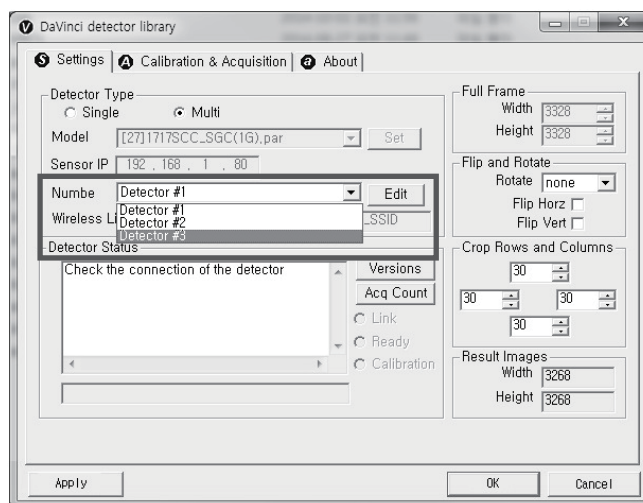 DaVinci detector library
Settings
Calibration & Acquisition
About
Detector Type
Single
Multi
Model
[27]1717SCC_SGC(1G),par
Set
Sensor IP
192 . 168 . 1 . 80
Numbe
Detector #1
Edit
Detector #1
Detector #2
Detector #3
Wireless Li
_SSID
Detector Status
Check the connection of the detector
Versions
Acq Count
Link
Ready
Calibration
Full Frame
Width 3328
Height 3328
Flip and Rotate
Rotate none
Flip Horz
Flip Vert
Crop Rows and Columns
30
30
30
30
Result Images
Width 3268
Height 3268
Apply
OK
Cancel